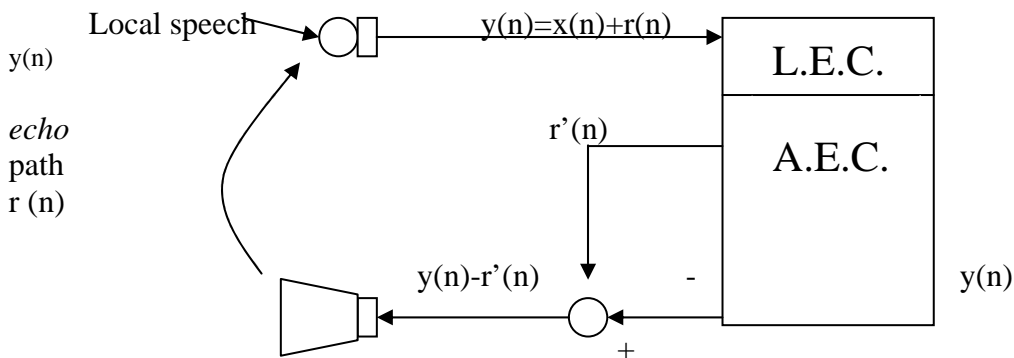 Local speech
y(n)=x(n)+r(n)
L.E.C.
y(n)
echo
path
r (n)
r’(n)
A.E.C.
y(n)-r’(n)
-
y(n)
+